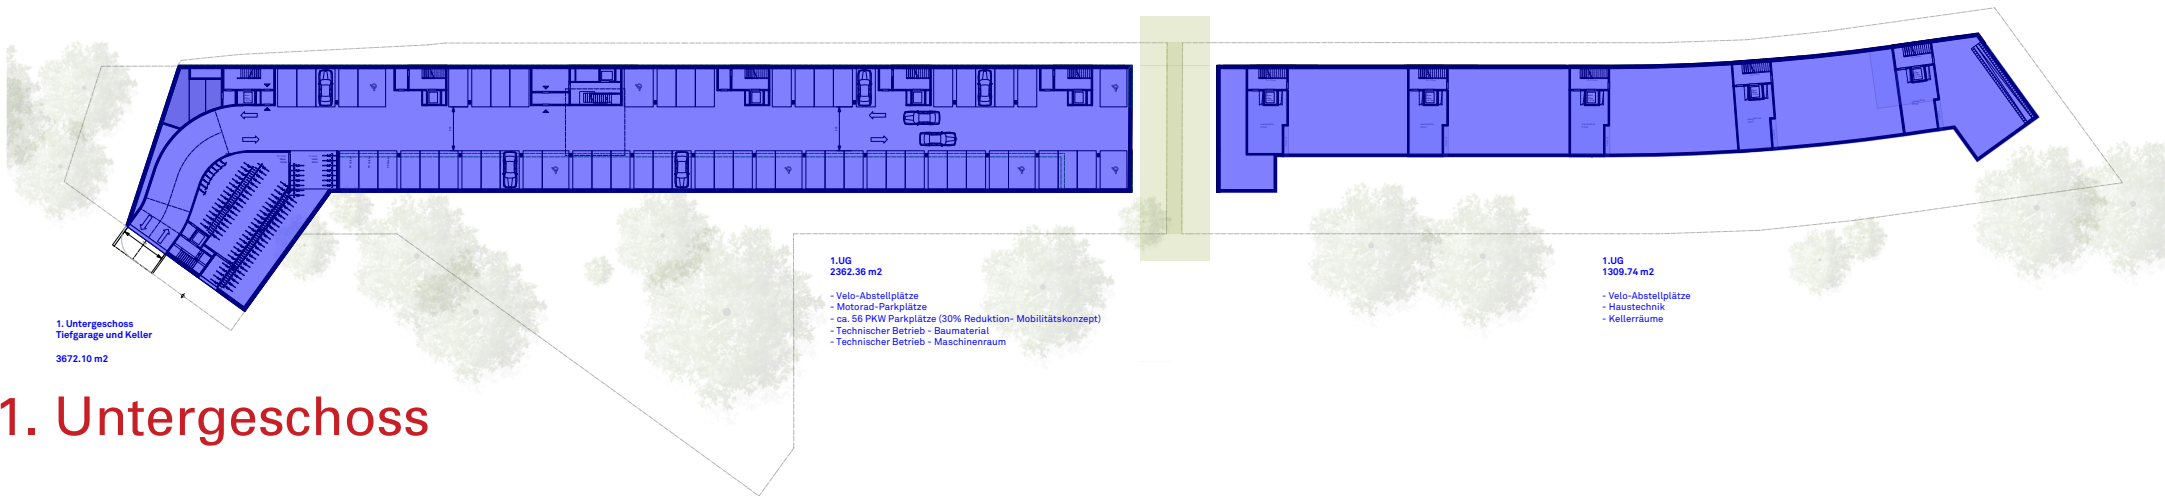 1.UG
2362.36 m2
- Velo-Abstellplätze
- Motorad-Parkplätze
- ca. 56 PKW Parkplätze (30% Reduktion- Mobilitätskonzept)
- Technischer Betrieb - Baumaterial
- Technischer Betrieb - Maschinenraum
1.UG
1309.74 m2
- Velo-Abstellplätze
- Haustechnik
- Kellerräume
1. Untergeschoss
Tiefgarage und Keller
3672.10 m2
1. Untergeschoss